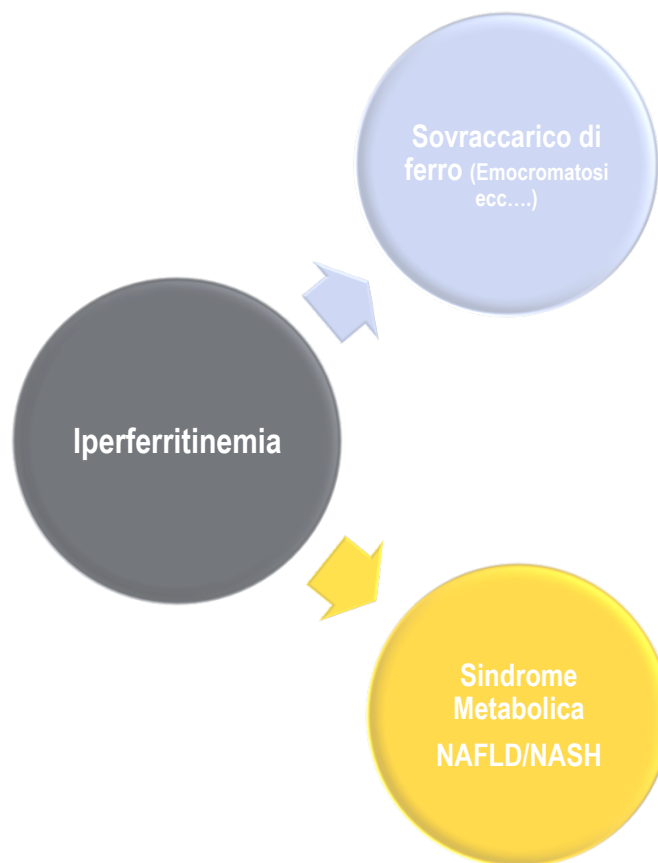 Sovraccarico di
ferro (Emocromatosi
ecc....)
Iperferritinemia
Sindrome
Metabolica
NAFLD/NASH